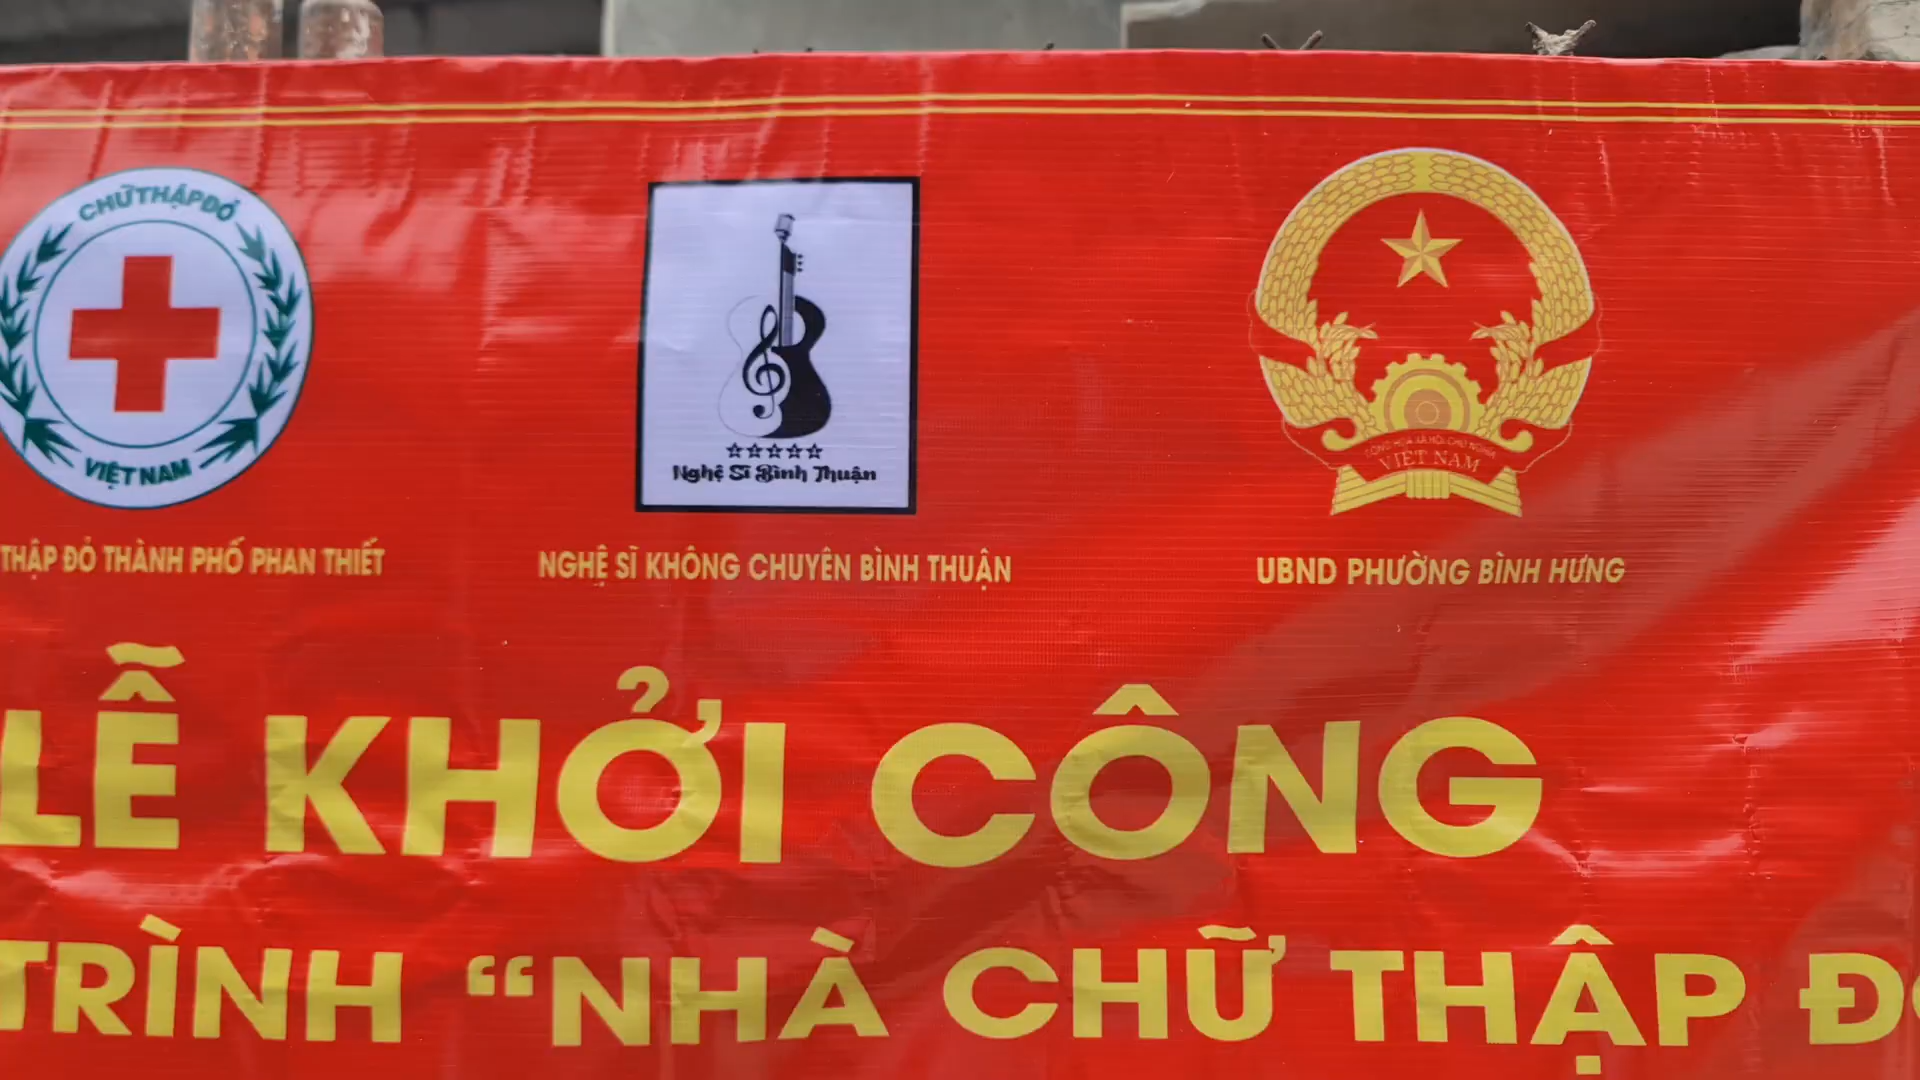 CHỮ THẬP ĐỎ
VIỆT NAM
Nghệ Sĩ Bình Thuận
CỘNG HÒA XÃ HỘI CHỦ NGHĨA
VIỆT NAM
THẬP ĐỎ THÀNH PHỐ PHAN THIẾT
NGHỆ SĨ KHÔNG CHUYÊN BÌNH THUẬN
UBND PHƯỜNG BÌNH HƯNG
LỄ KHỞI CÔNG
TRÌNH “NHÀ CHỮ THẬP